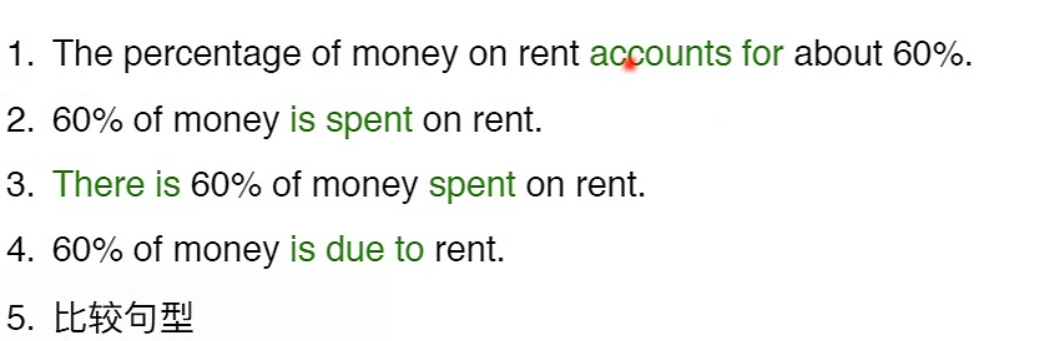 1. The percentage of money on rent accounts for about 60%.
2. 60% of money is spent on rent.
3. There is 60% of money spent on rent.
4. 60% of money is due to rent.
5. 比较句型